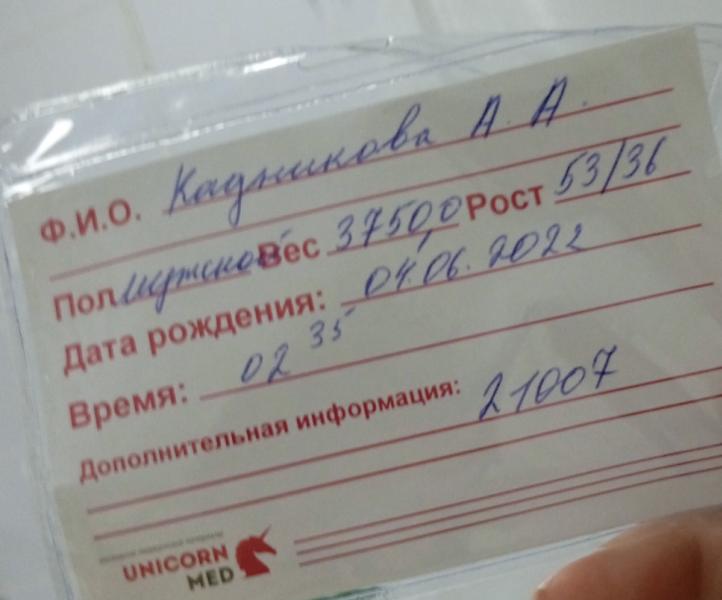 Ф.И.О. Кадникова А. А.
Пол мужской Вес 3750,0 Рост 53/36
Дата рождения: 04.06.2022
Время: 02 35
Дополнительная информация: 21007
UNICORN
MED